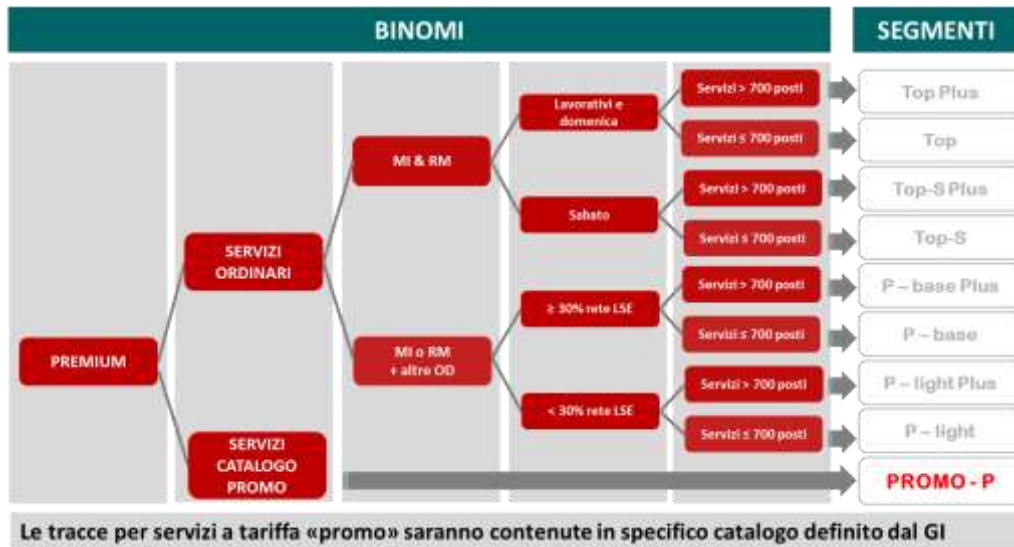 BINOMI
SEGMENTI
PREMIUM
SERVIZI
ORDINARI
SERVIZI
CATALOGO
PROMO
MI & RM
MI o RM
+ altre OD
Lavorativi e
domenica
Sabato
≥ 30% rete LSE
< 30% rete LSE
Servizi > 700 posti
Servizi ≤ 700 posti
Servizi > 700 posti
Servizi ≤ 700 posti
Servizi > 700 posti
Servizi ≤ 700 posti
Servizi > 700 posti
Servizi ≤ 700 posti
Top Plus
Top
Top-S Plus
Top-S
P – base Plus
P – base
P – light Plus
P – light
PROMO - P
Le tracce per servizi a tariffa «promo» saranno contenute in specifico catalogo definito dal GI